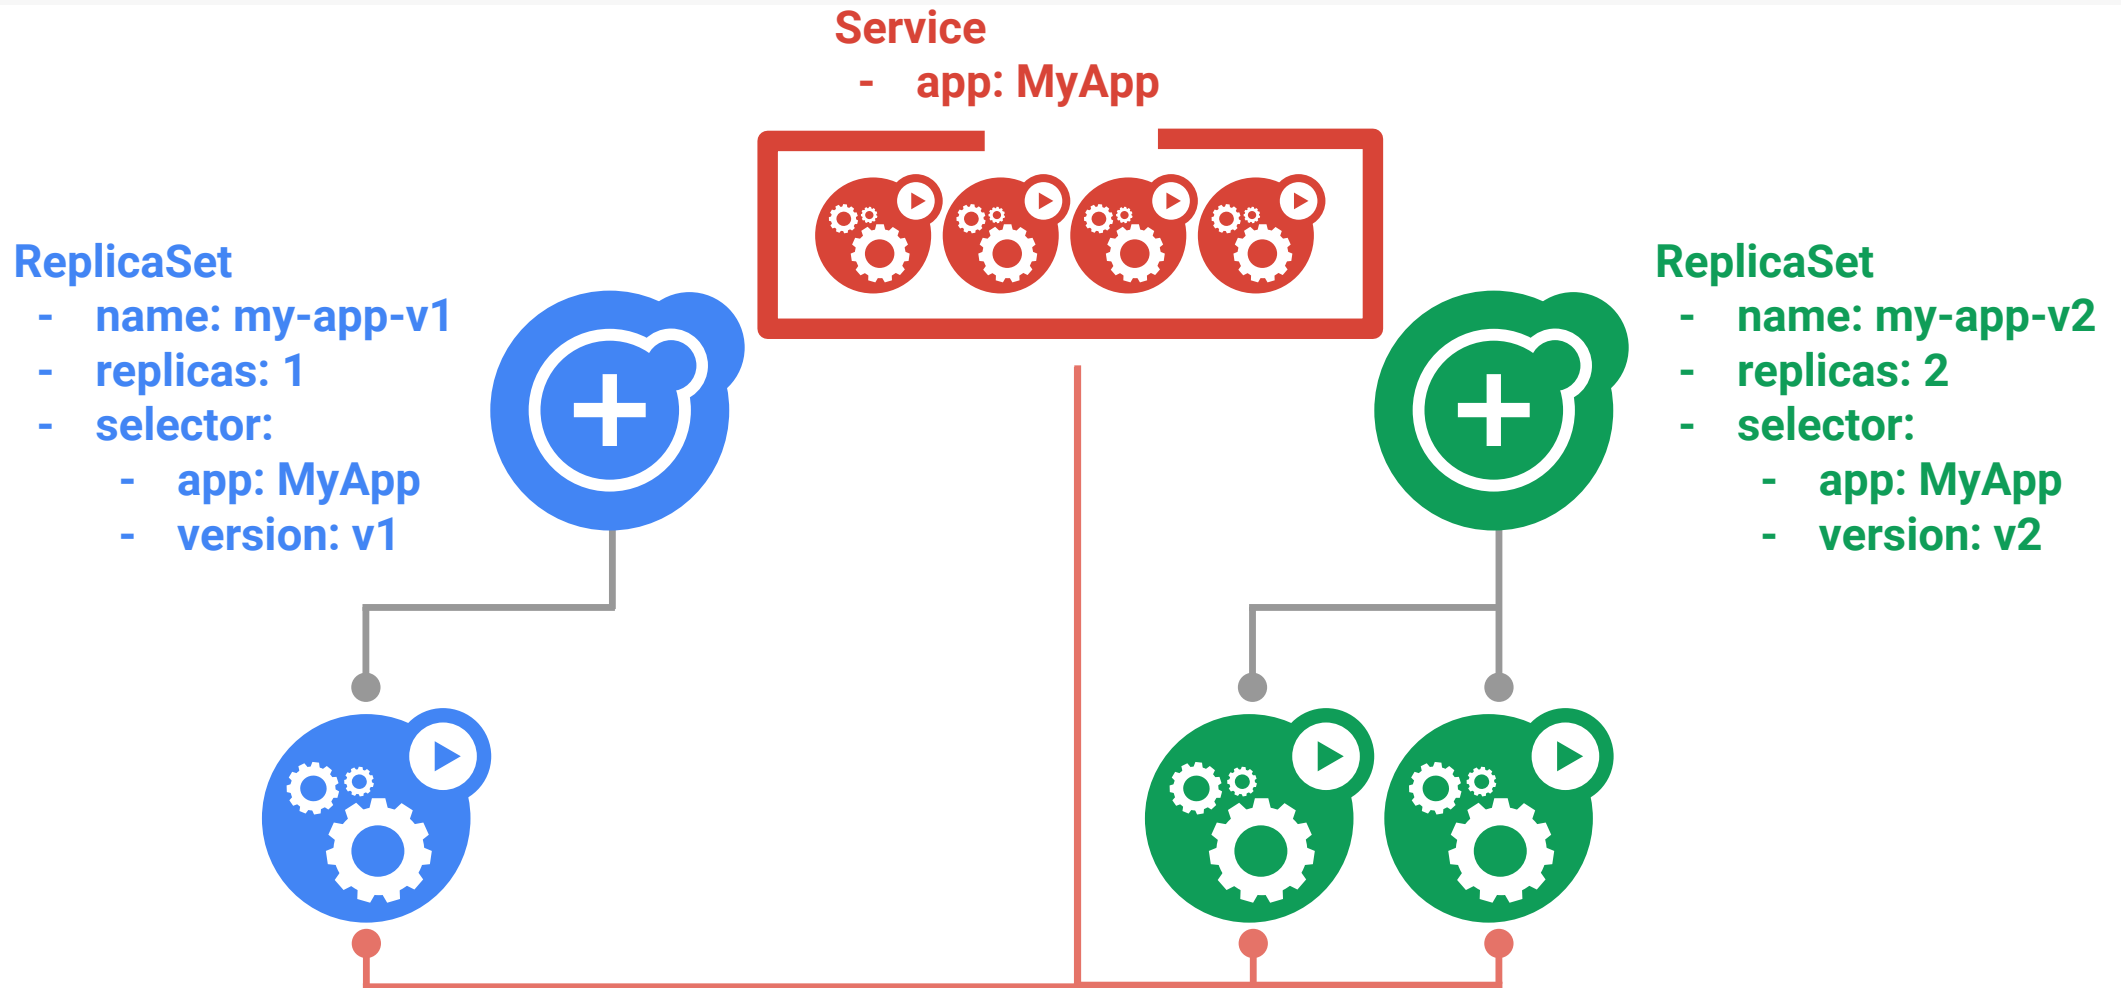 Service
- app: MyApp
ReplicaSet
- name: my-app-v1
- replicas: 1
- selector:
- app: MyApp
- version: v1
ReplicaSet
- name: my-app-v2
- replicas: 2
- selector:
- app: MyApp
- version: v2